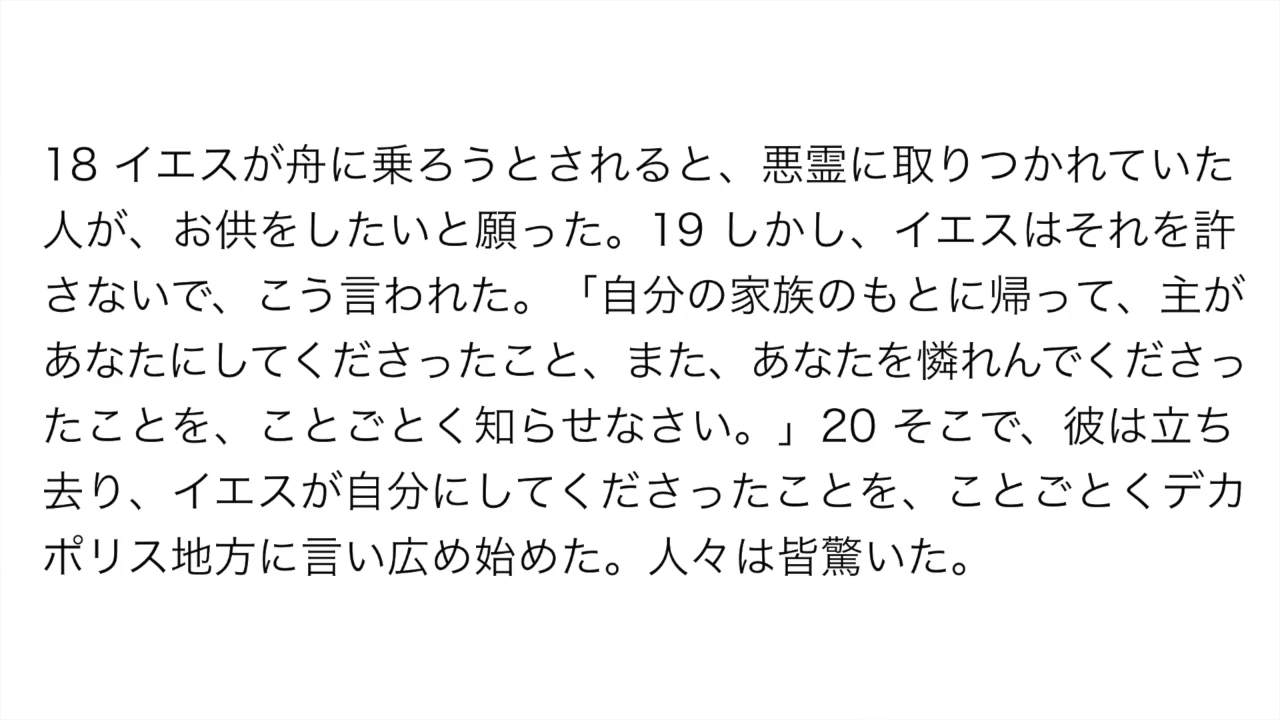 18 イエスが舟に乗ろうとされると、悪霊に取りつかれていた
人が、お供をしたいと願った。19 しかし、イエスはそれを許
さないで、こう言われた。「自分の家族のもとに帰って、主が
あなたにしてくださったこと、また、あなたを憐れんでくださっ
たことを、ことごとく知らせなさい。」20 そこで、彼は立ち
去り、イエスが自分にしてくださったことを、ことごとくデカ
ポリス地方に言い広め始めた。人々は皆驚いた。